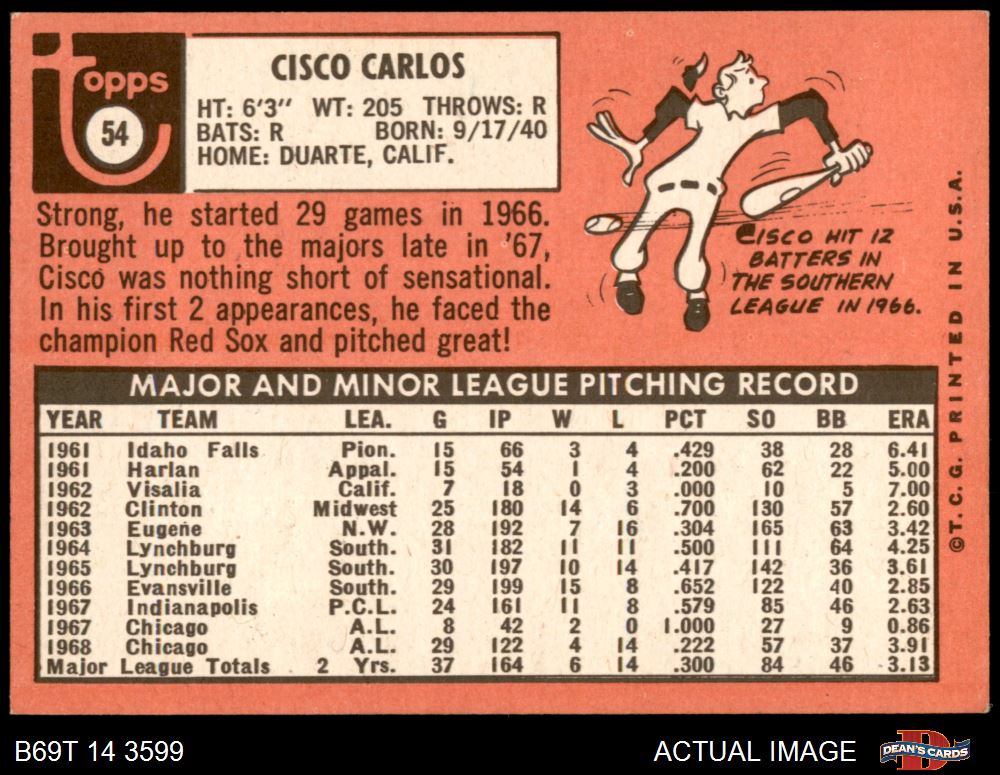 topps
54
CISCO CARLOS
HT: 6'3" WT: 205 THROWS: R
BATS: R BORN: 9/17/40
HOME: DUARTE, CALIF.
Strong, he started 29 games in 1966.
Brought up to the majors late in '67,
Cisco was nothing short of sensational.
In his first 2 appearances, he faced the
champion Red Sox and pitched great!
CISCO HIT 12
BATTERS IN
THE SOUTHERN
LEAGUE IN 1966.
MAJOR AND MINOR LEAGUE PITCHING RECORD
YEAR TEAM LEA. G IP W L PCT SO BB ERA
1961 Idaho Falls Pion. 15 66 3 4 .429 38 28 6.41
1961 Harlan Appal. 15 54 1 4 .200 62 22 5.00
1962 Visalia Calif. 7 18 0 3 .000 10 5 7.00
1962 Clinton Midwest 25 180 14 6 .700 130 57 2.60
1963 Eugene N.W. 28 192 7 16 .304 165 63 3.42
1964 Lynchburg South. 31 182 11 11 .500 111 64 4.25
1965 Lynchburg South. 30 197 10 14 .417 142 36 3.61
1966 Evansville South. 29 199 15 8 .652 122 40 2.85
1967 Indianapolis P.C.L. 24 161 11 8 .579 85 46 2.63
1967 Chicago A.L. 8 42 2 0 1.000 27 9 0.86
1968 Chicago A.L. 29 122 4 14 .222 57 37 3.91
Major League Totals 2 Yrs. 37 164 6 14 .300 84 46 3.13
©T.C.G. PRINTED IN U.S.A.
B69T 14 3599 ACTUAL IMAGE
DEAN'S CARDS